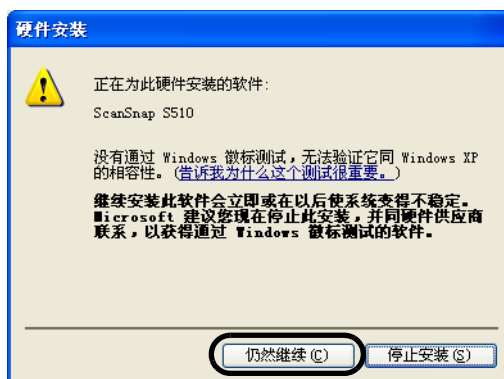 硬件安装
正在为此硬件安装的软件:
ScanSnap S510
没有通过 Windows 徽标测试，无法验证它同 Windows XP
的相容性。(告诉我为什么这个测试很重要。)
继续安装此软件会立即或在以后使系统变得不稳定。
Microsoft 建议您现在停止此安装，并同硬件供应商
联系，以获得通过 Windows 徽标测试的软件。
仍然继续(C) 停止安装(S)